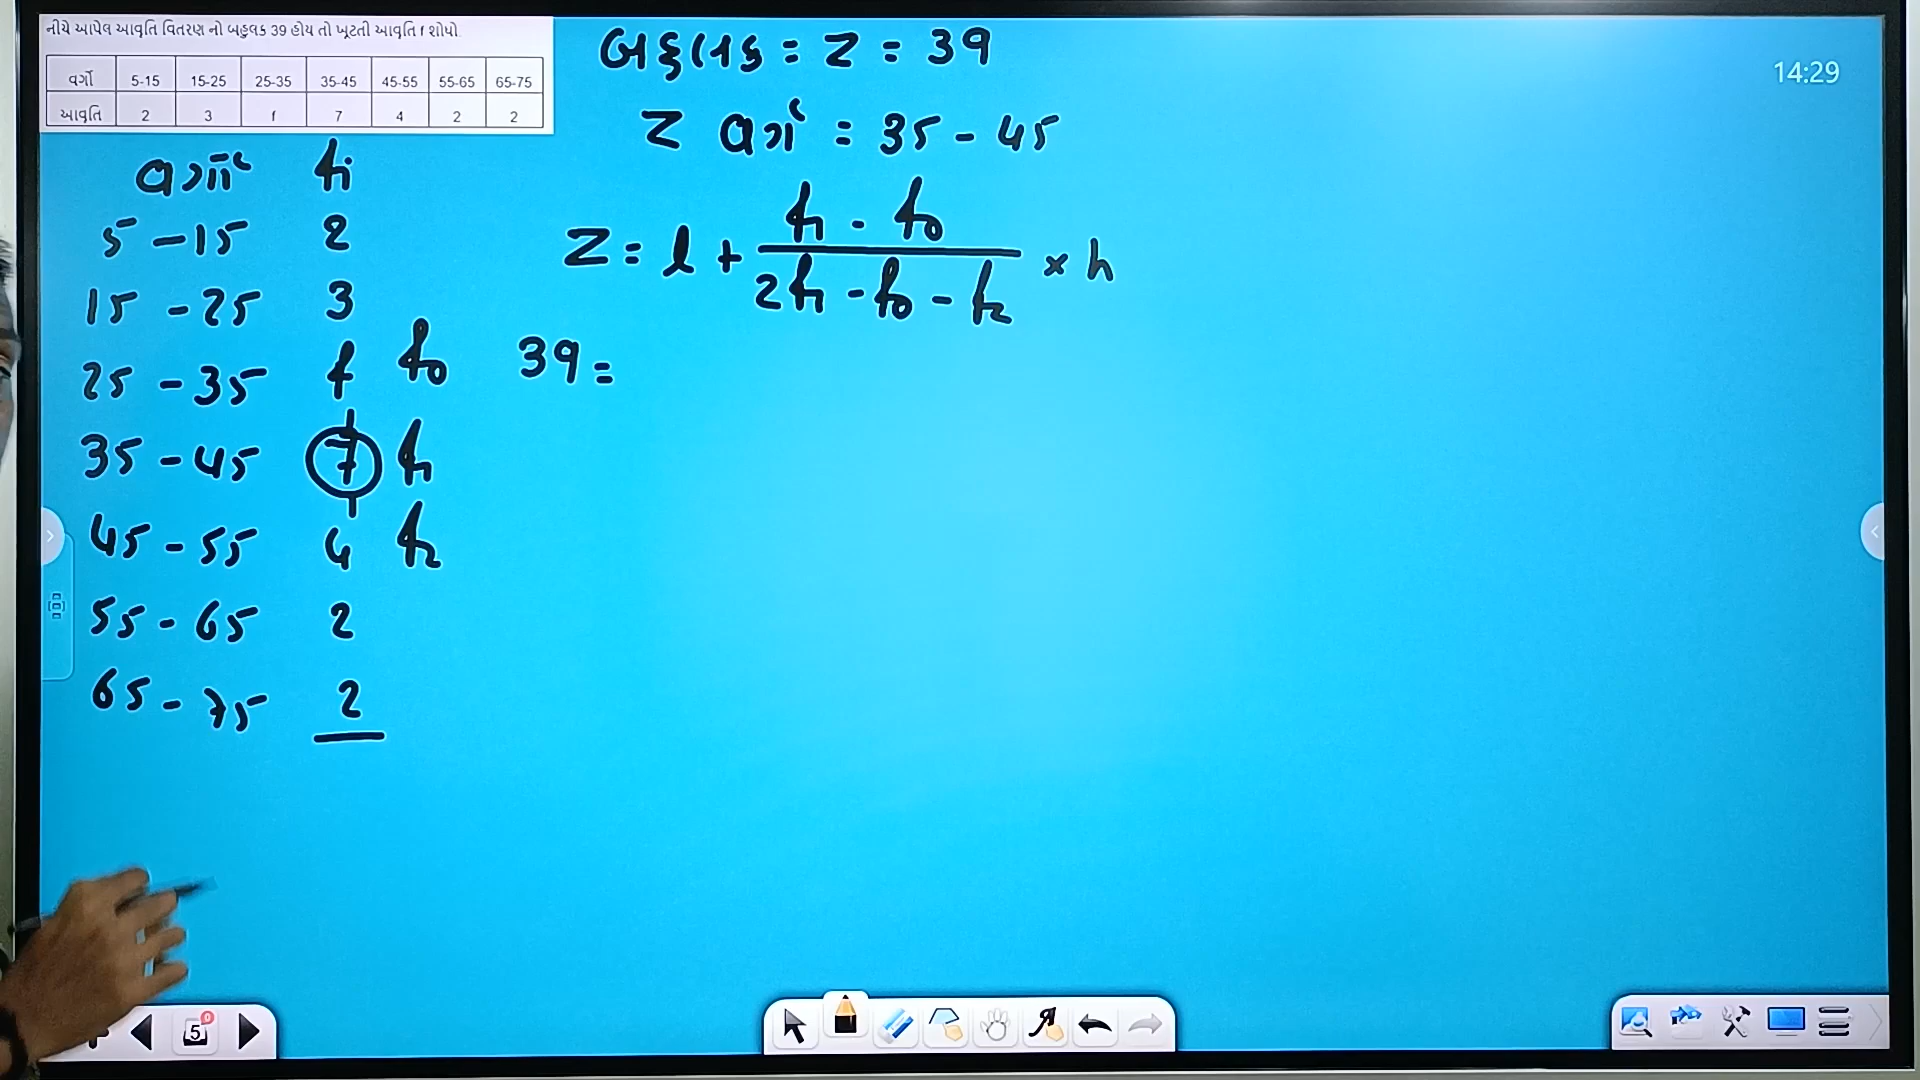 નીચે આપેલ આવૃતિ વિતરણ નો બહુલક 39 હોય તો ખૂટતી આવૃતિ f શોધો
વર્ગો 5-15 15-25 25-35 35-45 45-55 55-65 65-75
આવૃતિ 2 3 f 7 4 2 2
બહુલક = Z = 39
14:29
Z વર્ગ = 35 - 45
વર્ગ fi
5 - 15 2
15 - 25 3
25 - 35 f f0
35 - 45 7 f1
45 - 55 4 f2
55 - 65 2
65 - 75 2
Z = l + (f1 - f0) / (2f1 - f0 - f2) × h
39 =
5
0